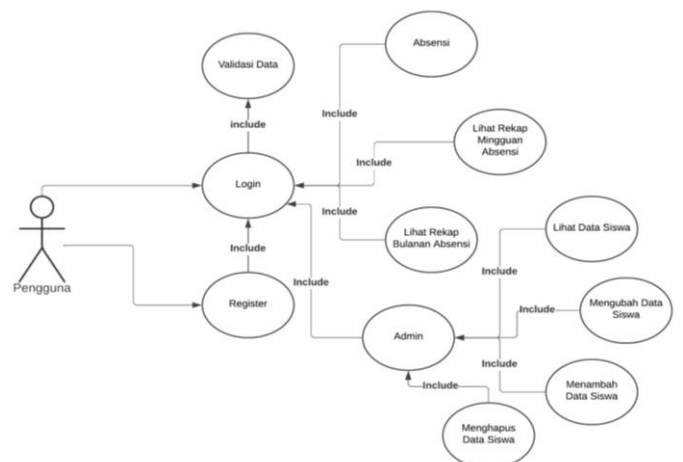 Absensi
Validasi Data
Include
include
Lihat Rekap
Mingguan
Absensi
Include
Login
Include
Lihat Data Siswa
Lihat Rekap
Bulanan Absensi
Include
Include
Include
Pengguna
Register
Include
Mengubah Data
Siswa
Admin
Include
Include
Menambah
Data Siswa
Menghapus
Data Siswa